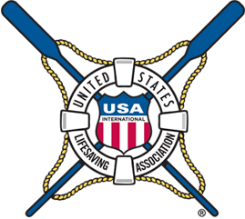 UNITED STATES
USA
INTERNATIONAL
LIFESAVING ASSOCIATION
®